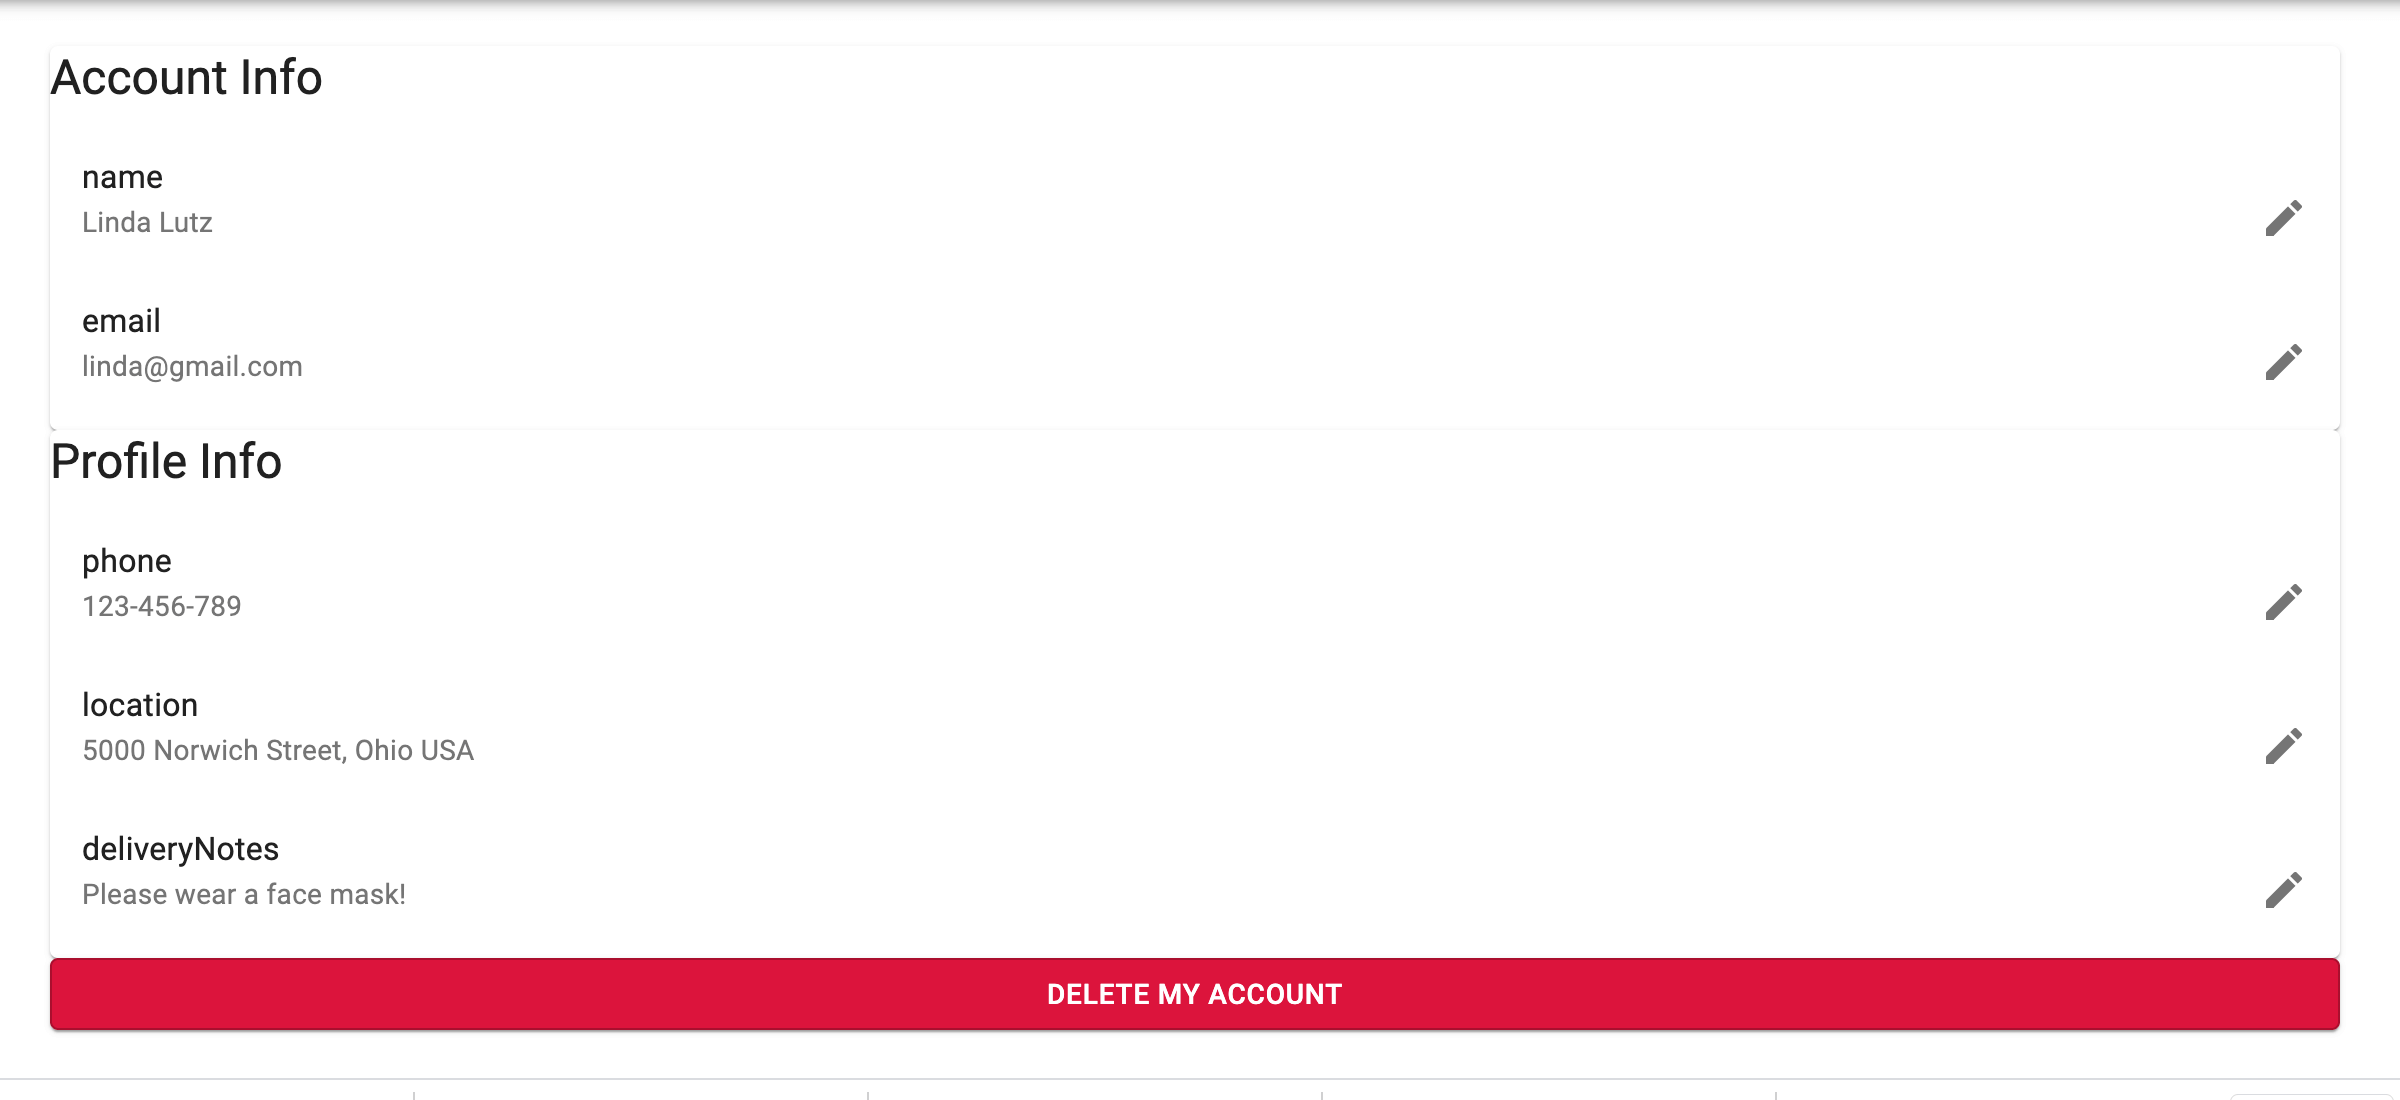 Account Info
name
Linda Lutz
email
linda@gmail.com
Profile Info
phone
123-456-789
location
5000 Norwich Street, Ohio USA
deliveryNotes
Please wear a face mask!
DELETE MY ACCOUNT